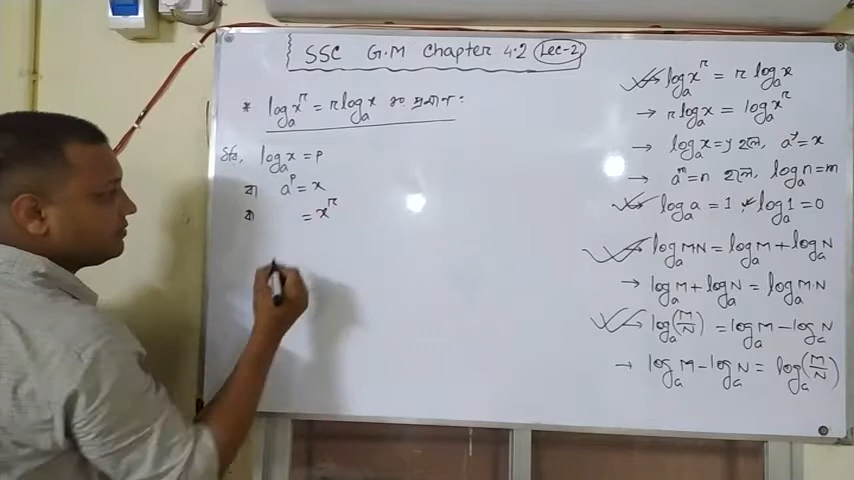 SSC G.M Chapter 4.2 Lec-2
* logₐxʳ = r logₐx এর প্রমাণ:
ধরি, logₐx = p
বা aᵖ = x
বা = xʳ
logₐxʳ = r logₐx
→ r logₐx = logₐxʳ
→ logₐx = y হলে, aʸ = x
→ aᵐ = n হলে, logₐn = m
logₐa = 1, logₐ1 = 0
logₐMN = logₐM + logₐN
→ logₐM + logₐN = logₐM·N
logₐ(M/N) = logₐM − logₐN
→ logₐM − logₐN = logₐ(M/N)